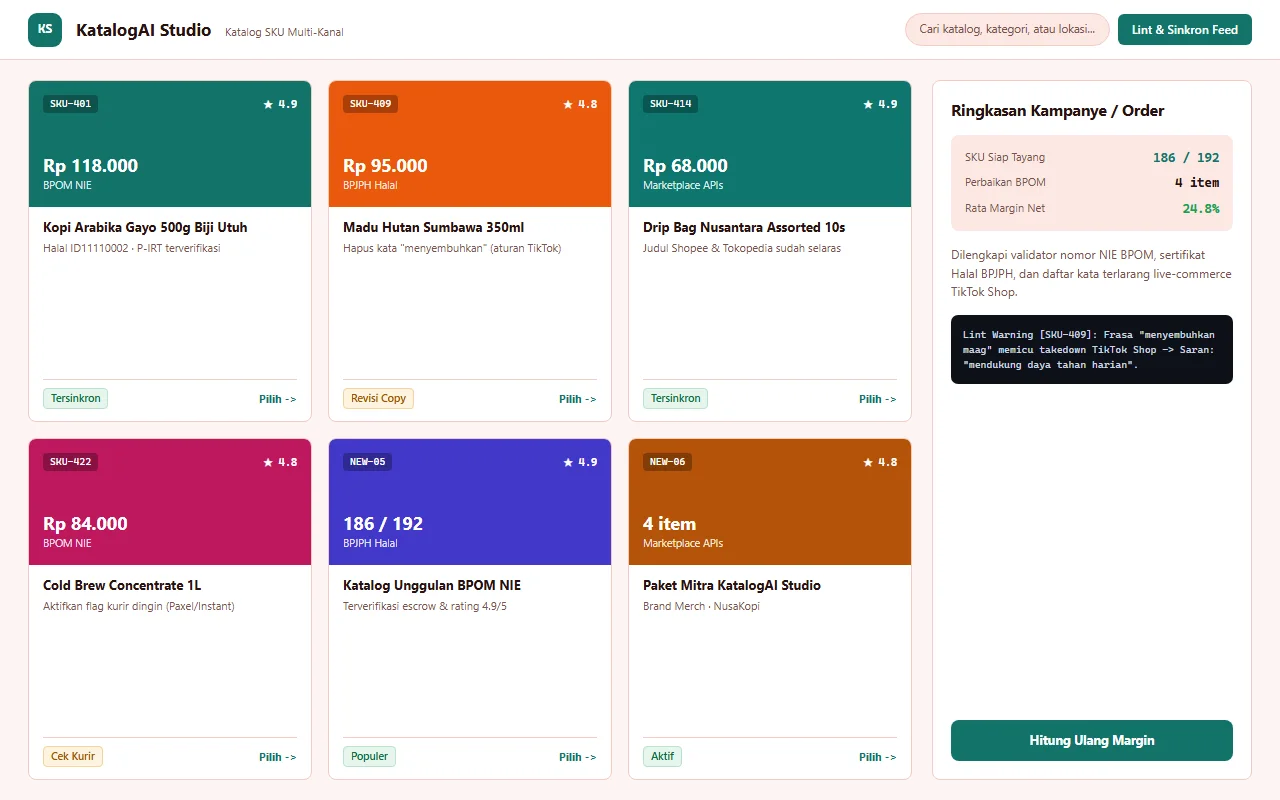 KS
KatalogAI Studio
Katalog SKU Multi-Kanal
Cari katalog, kategori, atau lokasi...
Lint & Sinkron Feed
SKU-401
★ 4.9
Rp 118.000
BPOM NIE
Kopi Arabika Gayo 500g Biji Utuh
Halal ID11110002 · P-IRT terverifikasi
Tersinkron
Pilih ->
SKU-409
★ 4.8
Rp 95.000
BPJPH Halal
Madu Hutan Sumbawa 350ml
Hapus kata "menyembuhkan" (aturan TikTok)
Revisi Copy
Pilih ->
SKU-414
★ 4.9
Rp 68.000
Marketplace APIs
Drip Bag Nusantara Assorted 10s
Judul Shopee & Tokopedia sudah selaras
Tersinkron
Pilih ->
SKU-422
★ 4.8
Rp 84.000
BPOM NIE
Cold Brew Concentrate 1L
Aktifkan flag kurir dingin (Paxel/Instant)
Cek Kurir
Pilih ->
NEW-05
★ 4.9
186 / 192
BPJPH Halal
Katalog Unggulan BPOM NIE
Terverifikasi escrow & rating 4.9/5
Populer
Pilih ->
NEW-06
★ 4.8
4 item
Marketplace APIs
Paket Mitra KatalogAI Studio
Brand Merch · NusaKopi
Aktif
Pilih ->
Ringkasan Kampanye / Order
SKU Siap Tayang 186 / 192
Perbaikan BPOM 4 item
Rata Margin Net 24.8%
Dilengkapi validator nomor NIE BPOM, sertifikat
Halal BPJPH, dan daftar kata terlarang live-commerce
TikTok Shop.
Lint Warning [SKU-409]: Frasa "menyembuhkan
maag" memicu takedown TikTok Shop -> Saran:
"mendukung daya tahan harian".
Hitung Ulang Margin